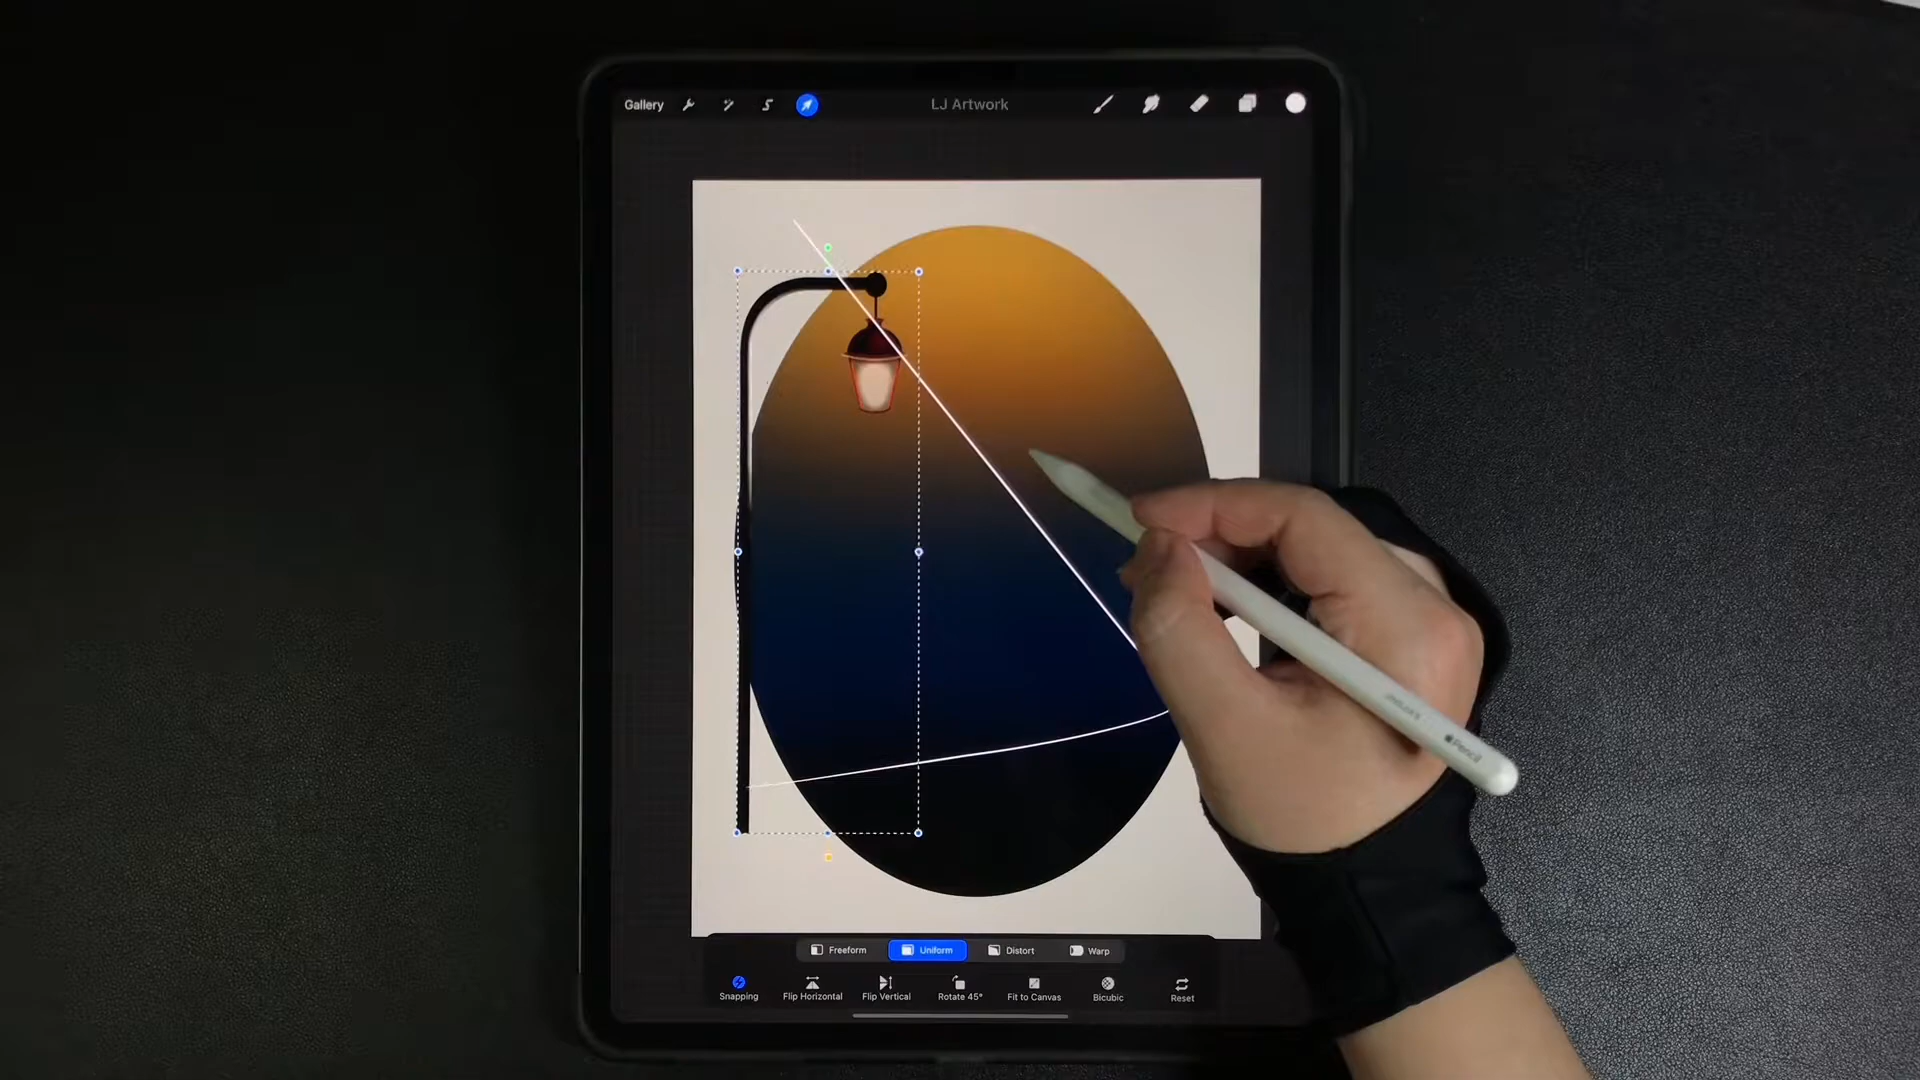 Gallery
LJ Artwork
Pencil
Freeform Uniform Distort Warp
Snapping Flip Horizontal Flip Vertical Rotate 45° Fit to Canvas Bicubic Reset